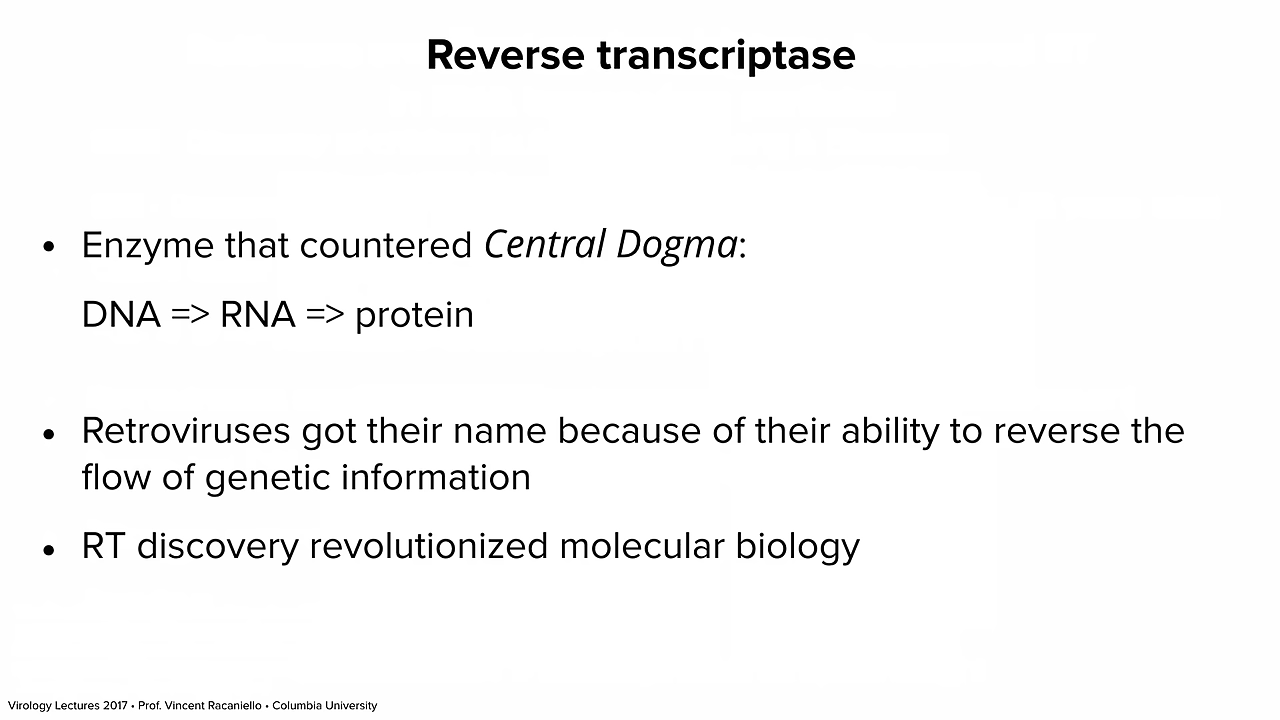 Reverse transcriptase
• Enzyme that countered Central Dogma:
DNA => RNA => protein
• Retroviruses got their name because of their ability to reverse the
flow of genetic information
• RT discovery revolutionized molecular biology
Virology Lectures 2017 • Prof. Vincent Racaniello • Columbia University